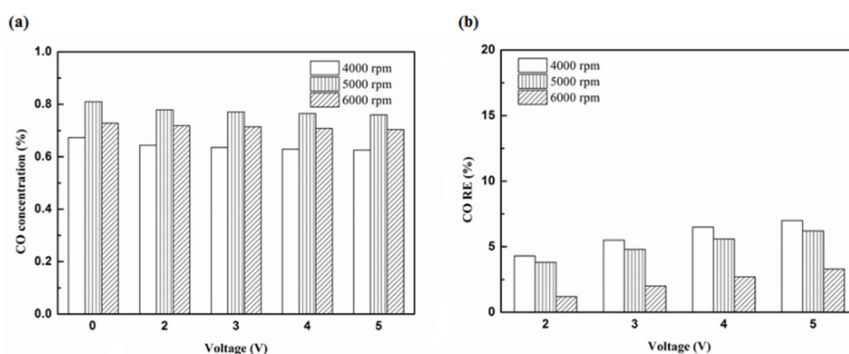 (a)
CO concentration (%)
1.0
0.8
0.6
0.4
0.2
0.0
4000 rpm
5000 rpm
6000 rpm
0 2 3 4 5
Voltage (V)
(b)
CO RE (%)
20
15
10
5
0
4000 rpm
5000 rpm
6000 rpm
2 3 4 5
Voltage (V)